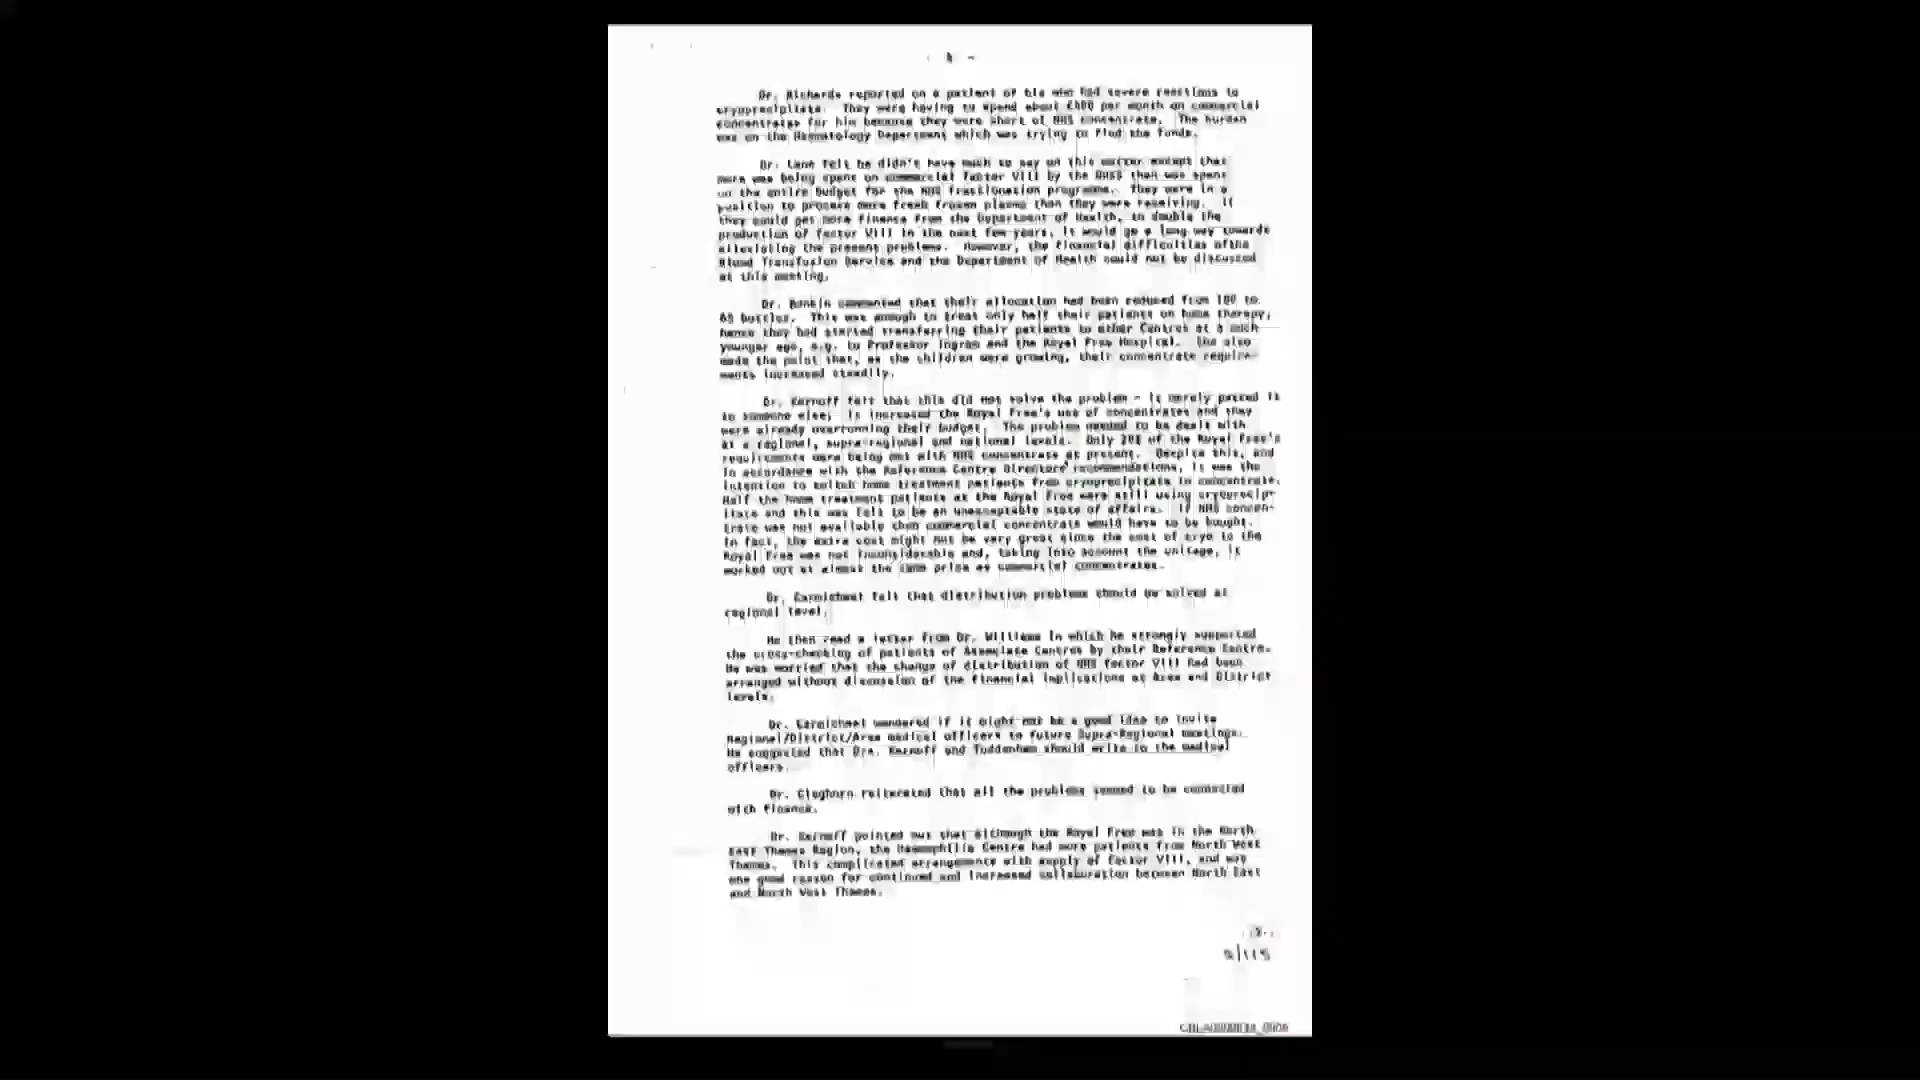 Dr. Richards reported on a patient of his who had severe reactions to
cryoprecipitate. They were having to spend about per month on commercial
concentrates for him because they were short of NHS concentrate. The burden
was on the Haematology Department which was trying to find the funds.
Dr. Lane felt he didn't have much to say on this matter except that
more was being spent on commercial factor VIII by the DHSS than was spent
on the entire budget for the NHS fractionation programme. They were in a
position to process more fresh frozen plasma than they were receiving. If
they could get more finance from the Department of Health, to double the
production of factor VIII in the next few years, it would go a long way towards
alleviating the present problems. However, the financial difficulties ofthe
Blood Transfusion Service and the Department of Health could not be discussed
at this meeting.
Dr. commented that their allocation had been reduced from to
bottles. This was enough to treat only half their patients on home therapy,
hence they had started transferring their patients to other Centres at a such
younger age, e.g. to Professor Ingram and the Royal Free Hospital. She also
made the point that, as the children were growing, their concentrate require-
ments increased steadily.
Dr. Kernoff felt that this did not solve the problem - it merely passed it
to someone else; it increased the Royal Free's use of concentrates and they
were already overrunning their budget. The problem needed to be dealt with
at a regional, supra-regional and national levels. Only of the Royal Free's
requirements were being met with NHS concentrate at present. Despite this, and
in accordance with the Reference Centre Directors' recommendations, it was the
intention to switch home treatment patients from cryoprecipitate to concentrate.
Half the home treatment patients at the Royal Free were still using cryoprecip-
itate and this was felt to be an unacceptable state of affairs. If NHS concen-
trate was not available then commercial concentrate would have to be bought.
In fact, the extra cost might not be very great since the cost of cryo to the
Royal Free was not inconsiderable and, taking into account the wastage, it
worked out at almost the same price as commercial concentrates.
Dr. Carmichael felt that distribution problems should be solved at
regional level.
He then read a letter from Dr. Williams in which he strongly supported
the cross-checking of patients of Associate Centres by their Reference Centre.
He was worried that the change of distribution of NHS factor VIII had been
arranged without discussion of the financial implications at Area and District
levels.
Dr. Carmichael wondered if it might not be a good idea to invite
Regional/District/Area medical officers to future Supra-Regional meetings.
He suggested that Drs. Kernoff and Tuddenham should write to the medical
officers.
Dr. Cleghorn reiterated that all the problems seemed to be connected
with finance.
Dr. Kernoff pointed out that although the Royal Free was in the North
East Thames Region, the Haemophilia Centre had more patients from North West
Thames. This complicated arrangements with supply of factor VIII, and was
one good reason for continued and increased collaboration between North East
and North West Thames.